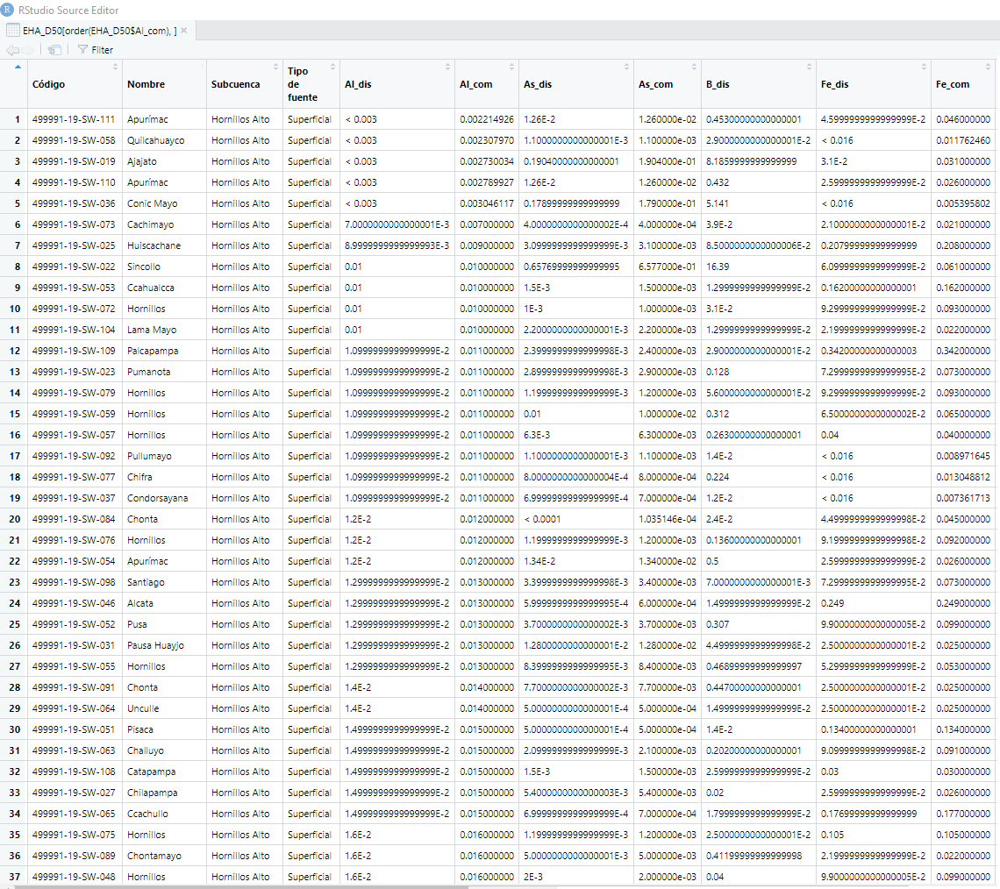 RStudio Source Editor
EHA_D50[order(EHA_D50$Al_com), ]
Filter
Código Nombre Subcuenca Tipo de fuente Al_dis Al_com As_dis As_com B_dis Fe_dis Fe_com
1 499991-19-SW-111 Apurímac Hornillos Alto Superficial < 0.003 0.002214926 1.26E-2 1.260000e-02 0.45300000000000001 4.5999999999999999E-2 0.046000000
2 499991-19-SW-058 Quilcahuayco Hornillos Alto Superficial < 0.003 0.002307970 1.1000000000000001E-3 1.100000e-03 2.9000000000000001E-2 < 0.016 0.011762460
3 499991-19-SW-019 Ajajato Hornillos Alto Superficial < 0.003 0.002730034 0.19040000000000001 1.904000e-01 8.1859999999999999 3.1E-2 0.031000000
4 499991-19-SW-110 Apurímac Hornillos Alto Superficial < 0.003 0.002789927 1.26E-2 1.260000e-02 0.432 2.5999999999999999E-2 0.026000000
5 499991-19-SW-036 Conic Mayo Hornillos Alto Superficial < 0.003 0.003046117 0.17899999999999999 1.790000e-01 5.141 < 0.016 0.005395802
6 499991-19-SW-073 Cachimayo Hornillos Alto Superficial 7.0000000000000001E-3 0.007000000 4.0000000000000002E-4 4.000000e-04 3.9E-2 2.1000000000000001E-2 0.021000000
7 499991-19-SW-025 Huiscachane Hornillos Alto Superficial 8.9999999999999993E-3 0.009000000 3.0999999999999999E-3 3.100000e-03 8.5000000000000006E-2 0.20799999999999999 0.208000000
8 499991-19-SW-022 Sincollo Hornillos Alto Superficial 0.01 0.010000000 0.65769999999999995 6.577000e-01 16.39 6.0999999999999999E-2 0.061000000
9 499991-19-SW-053 Ccahualcca Hornillos Alto Superficial 0.01 0.010000000 1.5E-3 1.500000e-03 1.2999999999999999E-2 0.16200000000000001 0.162000000
10 499991-19-SW-072 Hornillos Hornillos Alto Superficial 0.01 0.010000000 1E-3 1.000000e-03 3.1E-2 9.2999999999999999E-2 0.093000000
11 499991-19-SW-104 Lama Mayo Hornillos Alto Superficial 0.01 0.010000000 2.2000000000000001E-3 2.200000e-03 1.2999999999999999E-2 2.1999999999999999E-2 0.022000000
12 499991-19-SW-109 Palcapampa Hornillos Alto Superficial 1.0999999999999999E-2 0.011000000 2.3999999999999998E-3 2.400000e-03 2.9000000000000001E-2 0.34200000000000003 0.342000000
13 499991-19-SW-023 Pumanota Hornillos Alto Superficial 1.0999999999999999E-2 0.011000000 2.8999999999999998E-3 2.900000e-03 0.128 7.2999999999999995E-2 0.073000000
14 499991-19-SW-079 Hornillos Hornillos Alto Superficial 1.0999999999999999E-2 0.011000000 1.1999999999999999E-3 1.200000e-03 5.6000000000000001E-2 9.2999999999999999E-2 0.093000000
15 499991-19-SW-059 Hornillos Hornillos Alto Superficial 1.0999999999999999E-2 0.011000000 0.01 1.000000e-02 0.312 6.5000000000000002E-2 0.065000000
16 499991-19-SW-057 Hornillos Hornillos Alto Superficial 1.0999999999999999E-2 0.011000000 6.3E-3 6.300000e-03 0.26300000000000001 0.04 0.040000000
17 499991-19-SW-092 Pullumayo Hornillos Alto Superficial 1.0999999999999999E-2 0.011000000 1.1000000000000001E-3 1.100000e-03 1.4E-2 < 0.016 0.008971645
18 499991-19-SW-077 Chifra Hornillos Alto Superficial 1.0999999999999999E-2 0.011000000 8.0000000000000004E-4 8.000000e-04 0.224 < 0.016 0.013048812
19 499991-19-SW-037 Condorsayana Hornillos Alto Superficial 1.0999999999999999E-2 0.011000000 6.9999999999999999E-4 7.000000e-04 1.2E-2 < 0.016 0.007361713
20 499991-19-SW-084 Chonta Hornillos Alto Superficial 1.2E-2 0.012000000 < 0.0001 1.035146e-04 2.4E-2 4.4999999999999998E-2 0.045000000
21 499991-19-SW-076 Hornillos Hornillos Alto Superficial 1.2E-2 0.012000000 1.1999999999999999E-3 1.200000e-03 0.13600000000000001 9.1999999999999998E-2 0.092000000
22 499991-19-SW-054 Apurímac Hornillos Alto Superficial 1.2E-2 0.012000000 1.34E-2 1.340000e-02 0.5 2.5999999999999999E-2 0.026000000
23 499991-19-SW-098 Santiago Hornillos Alto Superficial 1.2999999999999999E-2 0.013000000 3.3999999999999998E-3 3.400000e-03 7.0000000000000001E-3 7.2999999999999995E-2 0.073000000
24 499991-19-SW-046 Alcata Hornillos Alto Superficial 1.2999999999999999E-2 0.013000000 5.9999999999999995E-4 6.000000e-04 1.4999999999999999E-2 0.249 0.249000000
25 499991-19-SW-052 Pusa Hornillos Alto Superficial 1.2999999999999999E-2 0.013000000 3.7000000000000002E-3 3.700000e-03 0.307 9.9000000000000005E-2 0.099000000
26 499991-19-SW-031 Pausa Huayjo Hornillos Alto Superficial 1.2999999999999999E-2 0.013000000 1.2800000000000001E-2 1.280000e-02 4.4999999999999998E-2 2.5000000000000001E-2 0.025000000
27 499991-19-SW-055 Hornillos Hornillos Alto Superficial 1.2999999999999999E-2 0.013000000 8.3999999999999995E-3 8.400000e-03 0.46899999999999997 5.2999999999999999E-2 0.053000000
28 499991-19-SW-091 Chonta Hornillos Alto Superficial 1.4E-2 0.014000000 7.7000000000000002E-3 7.700000e-03 0.44700000000000001 2.5000000000000001E-2 0.025000000
29 499991-19-SW-064 Unculle Hornillos Alto Superficial 1.4E-2 0.014000000 5.0000000000000001E-4 5.000000e-04 1.4999999999999999E-2 2.5000000000000001E-2 0.025000000
30 499991-19-SW-051 Pisaca Hornillos Alto Superficial 1.4999999999999999E-2 0.015000000 5.0000000000000001E-4 5.000000e-04 1.4E-2 0.13400000000000001 0.134000000
31 499991-19-SW-063 Challuyo Hornillos Alto Superficial 1.4999999999999999E-2 0.015000000 2.0999999999999999E-3 2.100000e-03 0.20200000000000001 9.0999999999999998E-2 0.091000000
32 499991-19-SW-108 Catapampa Hornillos Alto Superficial 1.4999999999999999E-2 0.015000000 1.5E-3 1.500000e-03 2.5999999999999999E-2 0.03 0.030000000
33 499991-19-SW-027 Chilapampa Hornillos Alto Superficial 1.4999999999999999E-2 0.015000000 5.4000000000000003E-3 5.400000e-03 0.02 2.5999999999999999E-2 0.026000000
34 499991-19-SW-065 Ccachullo Hornillos Alto Superficial 1.4999999999999999E-2 0.015000000 6.9999999999999999E-4 7.000000e-04 1.7999999999999999E-2 0.17699999999999999 0.177000000
35 499991-19-SW-075 Hornillos Hornillos Alto Superficial 1.6E-2 0.016000000 1.1999999999999999E-3 1.200000e-03 2.5000000000000001E-2 0.105 0.105000000
36 499991-19-SW-089 Chontamayo Hornillos Alto Superficial 1.6E-2 0.016000000 5.0000000000000001E-3 5.000000e-03 0.41199999999999998 2.1999999999999999E-2 0.022000000
37 499991-19-SW-048 Hornillos Hornillos Alto Superficial 1.6E-2 0.016000000 2E-3 2.000000e-03 0.04 9.9000000000000005E-2 0.099000000